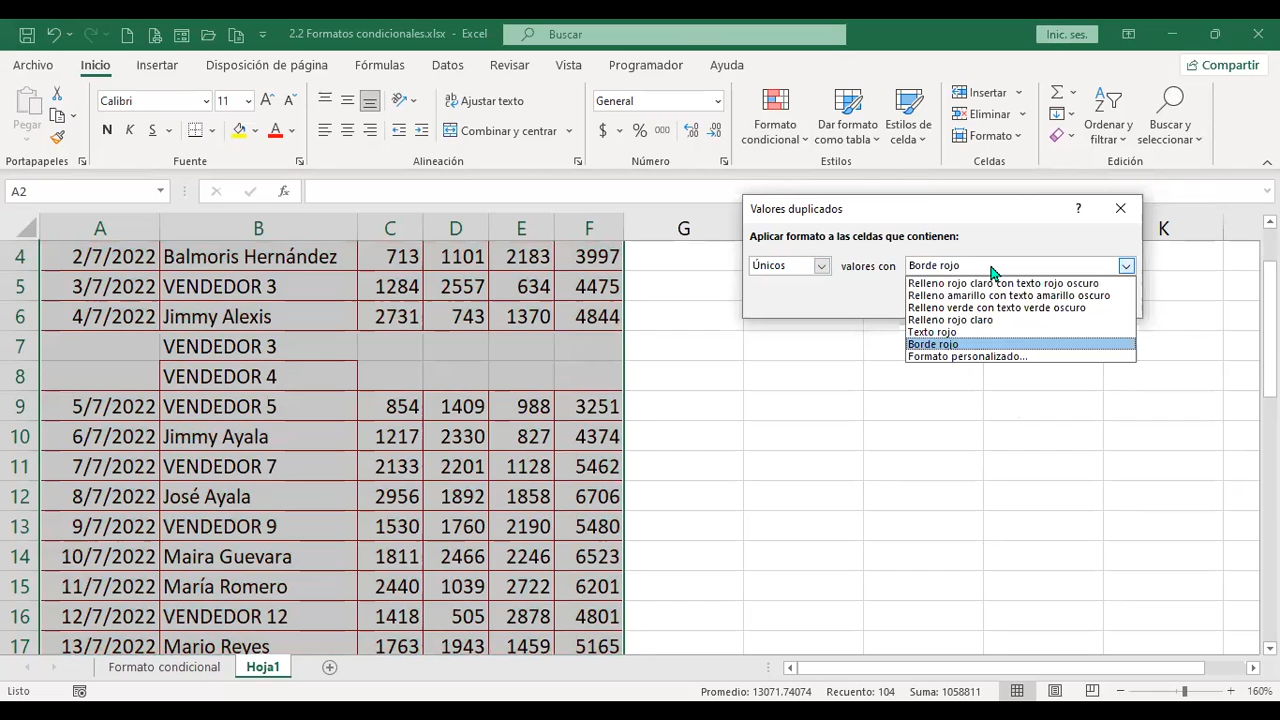 2.2 Formatos condicionales.xlsx - Excel
Buscar
Inic. ses.
Archivo Inicio Insertar Disposición de página Fórmulas Datos Revisar Vista Programador Ayuda
Compartir
Pegar
Calibri 11
N K S
Ajustar texto
Combinar y centrar
General
$ % 000
Formato condicional
Dar formato como tabla
Estilos de celda
Insertar
Eliminar
Formato
Ordenar y filtrar
Buscar y seleccionar
Portapapeles Fuente Alineación Número Estilos Celdas Edición
A2
fx
Valores duplicados ?
Aplicar formato a las celdas que contienen:
Únicos valores con Borde rojo
Relleno rojo claro con texto rojo oscuro
Relleno amarillo con texto amarillo oscuro
Relleno verde con texto verde oscuro
Relleno rojo claro
Texto rojo
Borde rojo
Formato personalizado...
A B C D E F G K
4 2/7/2022 Balmoris Hernández 713 1101 2183 3997
5 3/7/2022 VENDEDOR 3 1284 2557 634 4475
6 4/7/2022 Jimmy Alexis 2731 743 1370 4844
7 VENDEDOR 3
8 VENDEDOR 4
9 5/7/2022 VENDEDOR 5 854 1409 988 3251
10 6/7/2022 Jimmy Ayala 1217 2330 827 4374
11 7/7/2022 VENDEDOR 7 2133 2201 1128 5462
12 8/7/2022 José Ayala 2956 1892 1858 6706
13 9/7/2022 VENDEDOR 9 1530 1760 2190 5480
14 10/7/2022 Maira Guevara 1811 2466 2246 6523
15 11/7/2022 María Romero 2440 1039 2722 6201
16 12/7/2022 VENDEDOR 12 1418 505 2878 4801
17 13/7/2022 Mario Reyes 1763 1943 1459 5165
Formato condicional Hoja1
Listo
Promedio: 13071.74074 Recuento: 104 Suma: 1058811
160%